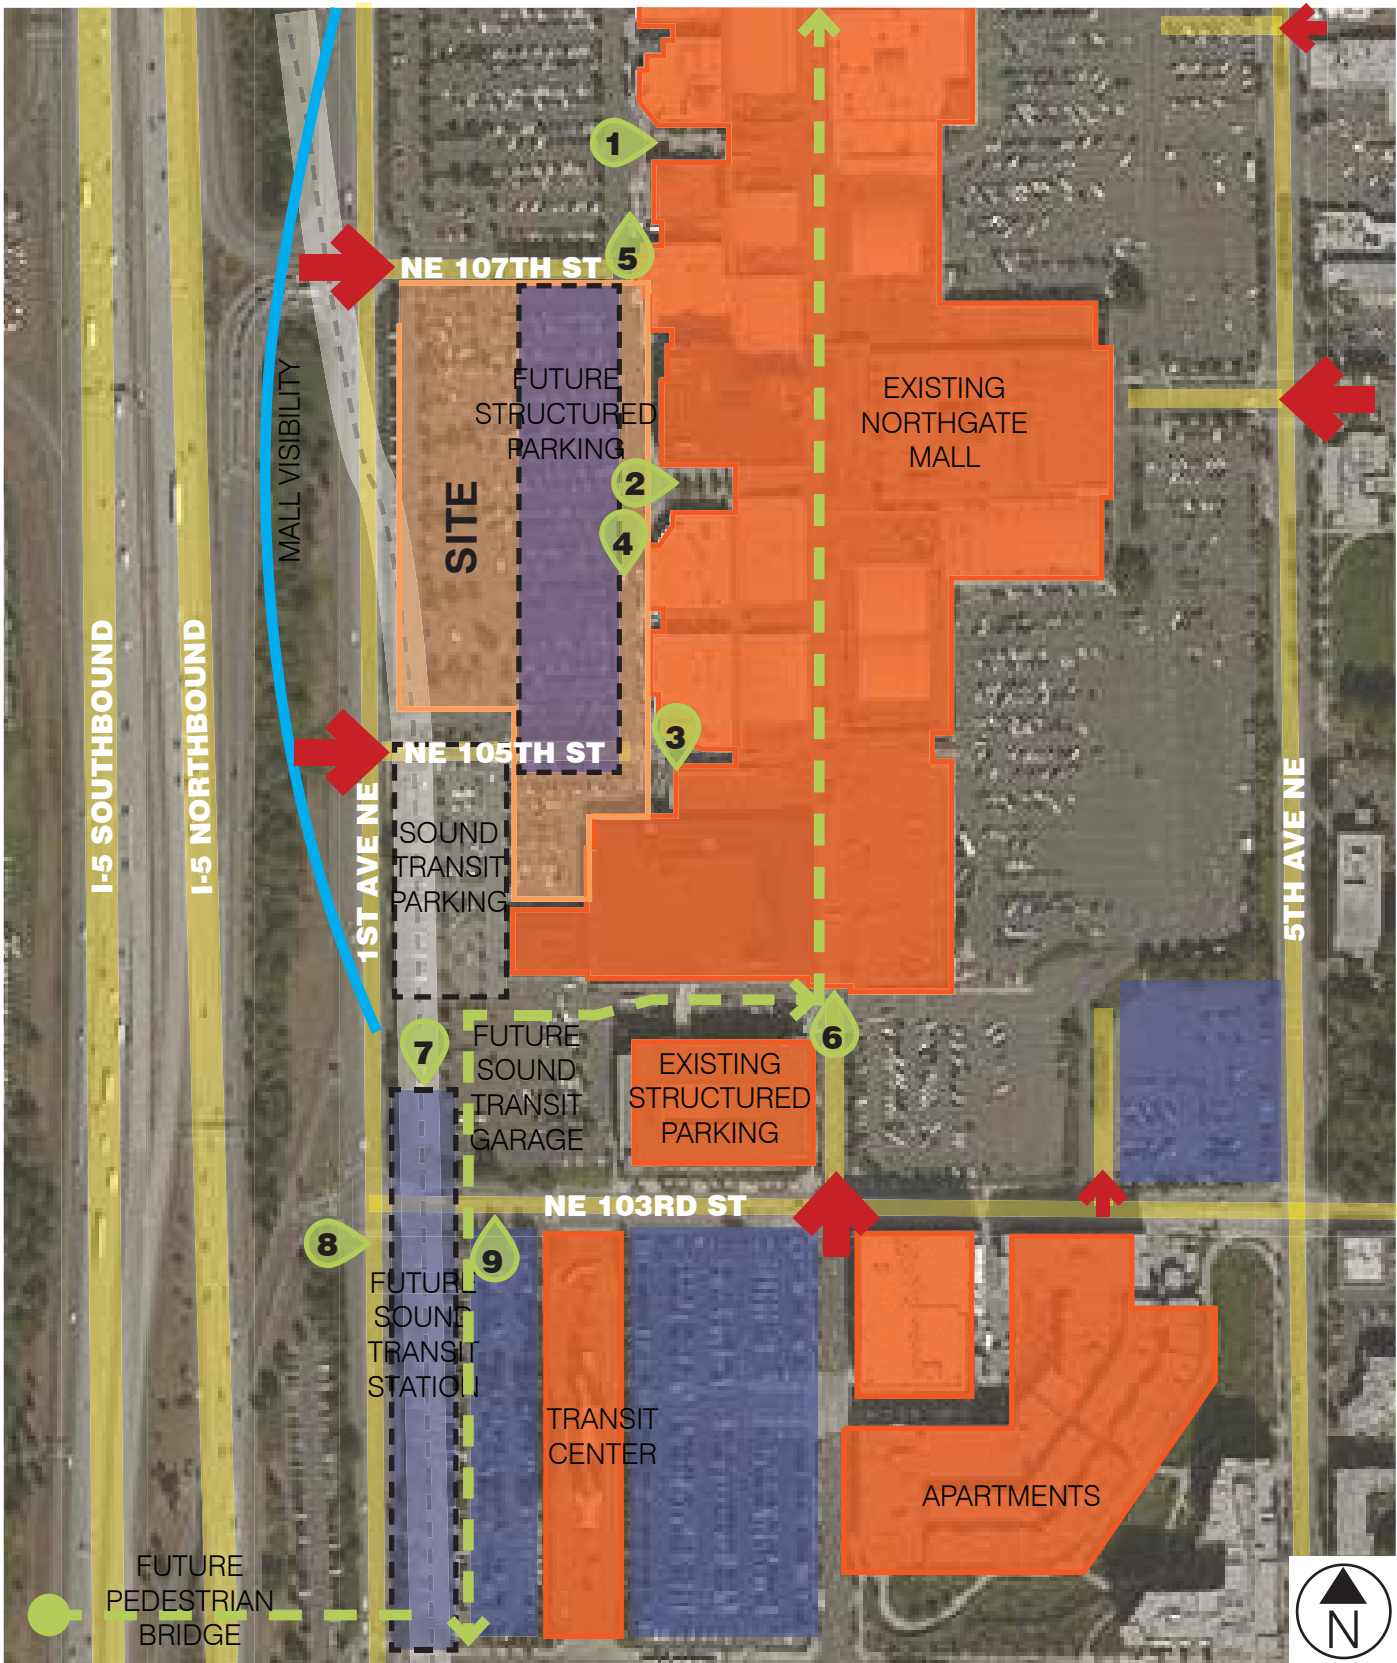 1
5
NE 107TH ST
MALL VISIBILITY
FUTURE
STRUCTURED
PARKING
EXISTING
NORTHGATE
MALL
SITE
2
4
I-5 SOUTHBOUND
I-5 NORTHBOUND
3
NE 105TH ST
1ST AVE NE
5TH AVE NE
SOUND
TRANSIT
PARKING
6
7
FUTURE
SOUND
TRANSIT
GARAGE
EXISTING
STRUCTURED
PARKING
NE 103RD ST
8
9
FUTURE
SOUND
TRANSIT
STATION
TRANSIT
CENTER
APARTMENTS
FUTURE
PEDESTRIAN
BRIDGE
N